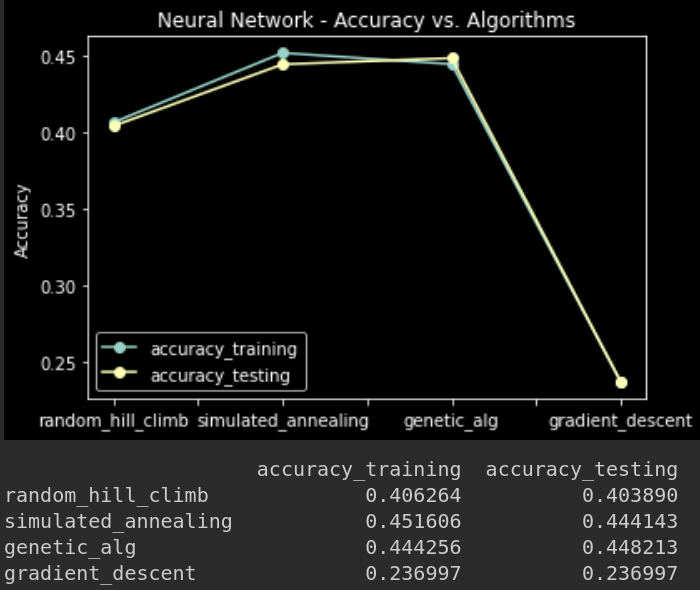 Neural Network - Accuracy vs. Algorithms
0.45
0.40
0.35
0.30
0.25
Accuracy
accuracy_training
accuracy_testing
random_hill_climb simulated_annealing genetic_alg gradient_descent
accuracy_training accuracy_testing
random_hill_climb 0.406264 0.403890
simulated_annealing 0.451606 0.444143
genetic_alg 0.444256 0.448213
gradient_descent 0.236997 0.236997